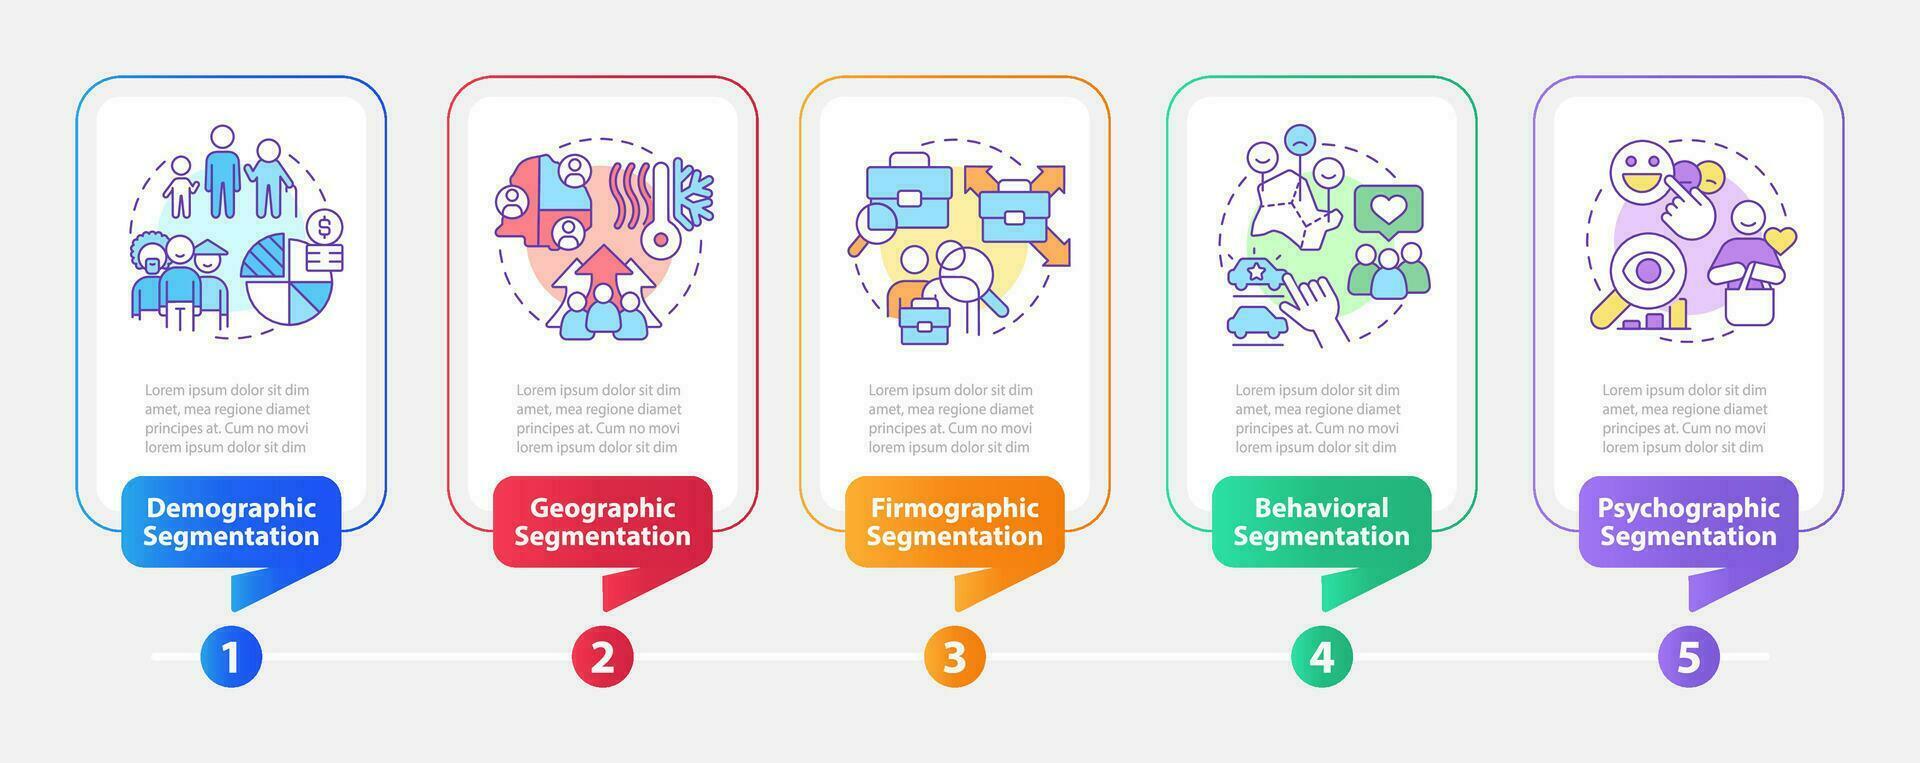 $
Lorem ipsum dolor sit dim
amet, mea regione diamet
principes at. Cum no movi
lorem ipsum dolor sit dim
Demographic
Segmentation
1
Lorem ipsum dolor sit dim
amet, mea regione diamet
principes at. Cum no movi
lorem ipsum dolor sit dim
Geographic
Segmentation
2
Lorem ipsum dolor sit dim
amet, mea regione diamet
principes at. Cum no movi
lorem ipsum dolor sit dim
Firmographic
Segmentation
3
Lorem ipsum dolor sit dim
amet, mea regione diamet
principes at. Cum no movi
lorem ipsum dolor sit dim
Behavioral
Segmentation
4
Lorem ipsum dolor sit dim
amet, mea regione diamet
principes at. Cum no movi
lorem ipsum dolor sit dim
Psychographic
Segmentation
5